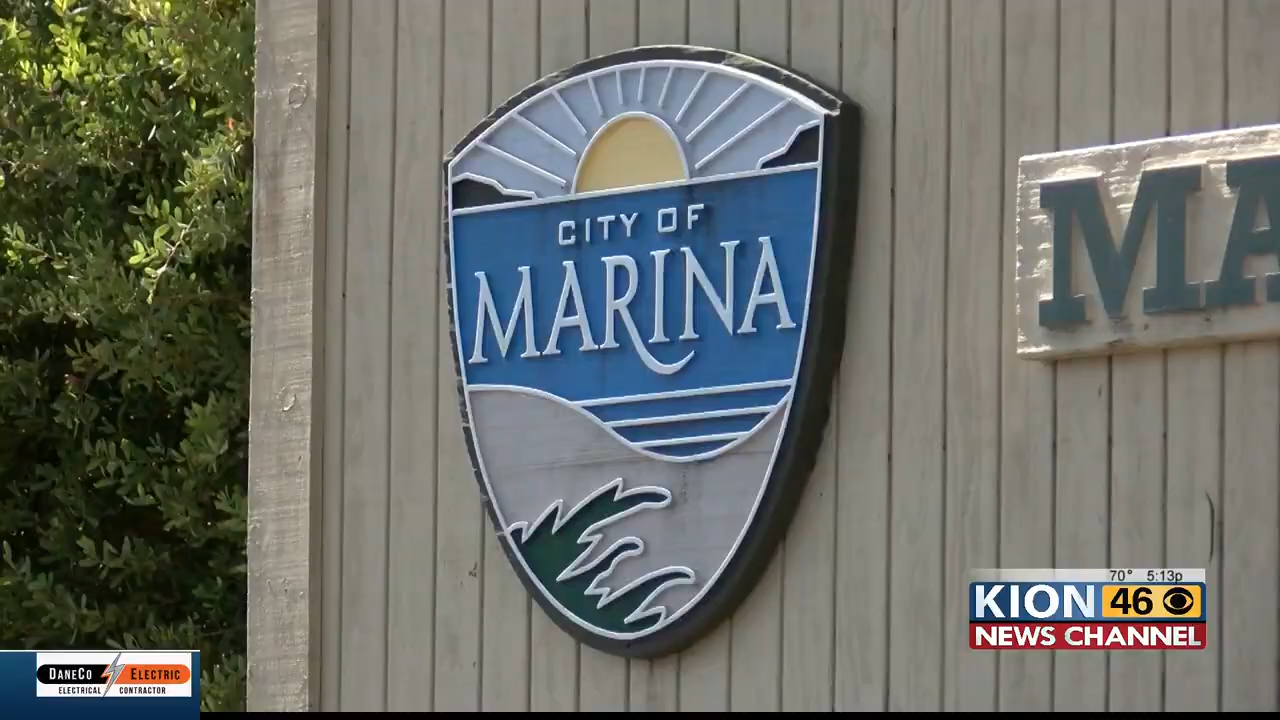 CITY OF
MARINA
MA
70° 5:13p
KION 46
NEWS CHANNEL
DANECO ELECTRIC
ELECTRICAL CONTRACTOR